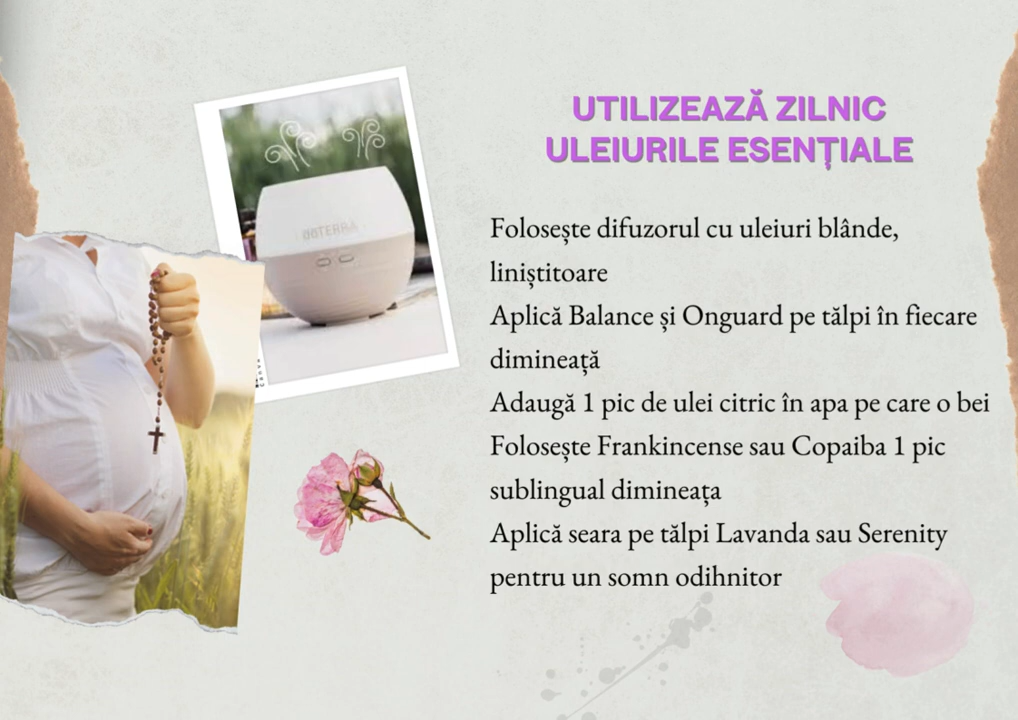 UTILIZEAZĂ ZILNIC
ULEIURILE ESENȚIALE
doTERRA
Folosește difuzorul cu uleiuri blânde,
liniștitoare
Aplică Balance și Onguard pe tălpi în fiecare
dimineață
Adaugă 1 pic de ulei citric în apa pe care o bei
Folosește Frankincense sau Copaiba 1 pic
sublingual dimineața
Aplică seara pe tălpi Lavanda sau Serenity
pentru un somn odihnitor